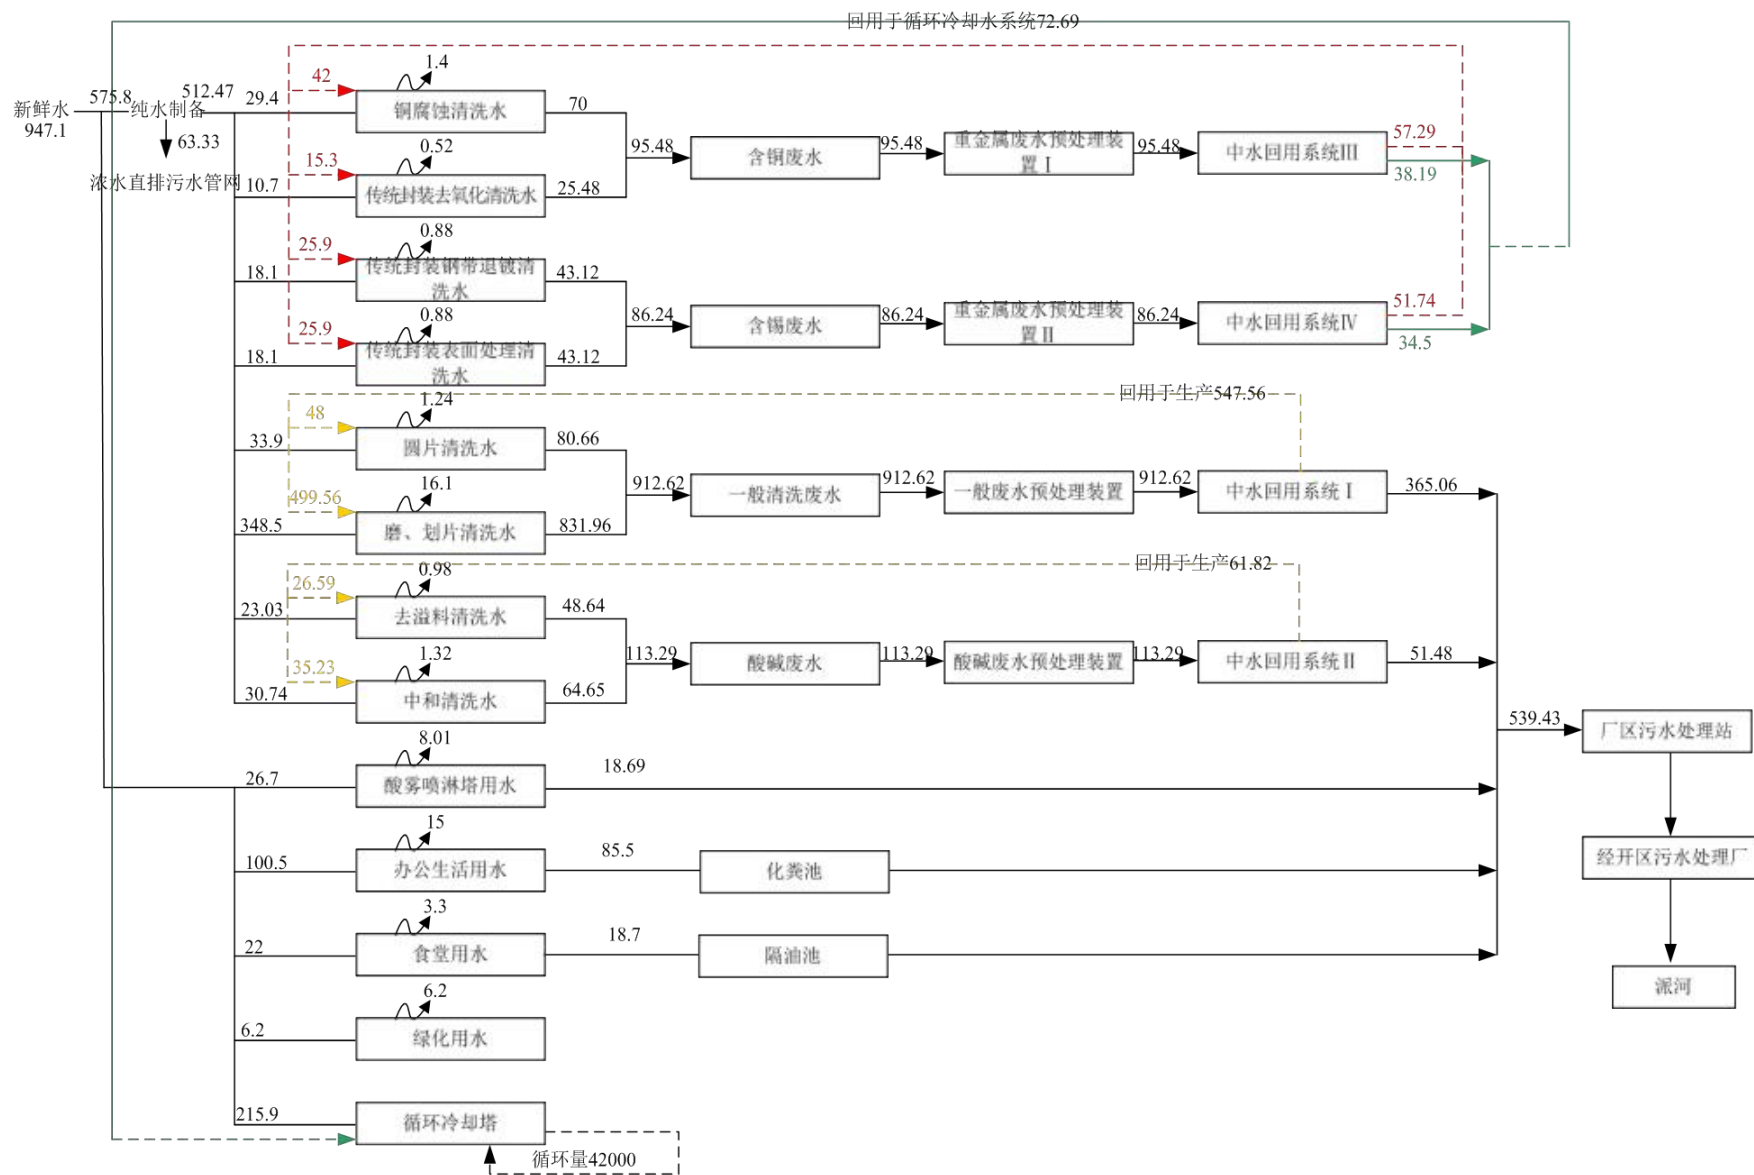 回用于循环冷却水系统72.69
新鲜水
947.1
575.8
纯水制备
512.47
63.33
浓水直排污水管网
29.4
42
1.4
铜腐蚀清洗水
70
10.7
15.3
0.52
传统封装去氧化清洗水
25.48
95.48
含铜废水
95.48
重金属废水预处理装
置Ⅰ
95.48
中水回用系统Ⅲ
57.29
38.19
18.1
25.9
0.88
传统封装钢带退镀清
洗水
43.12
18.1
25.9
0.88
传统封装表面处理清
洗水
43.12
86.24
含锡废水
86.24
重金属废水预处理装
置Ⅱ
86.24
中水回用系统Ⅳ
51.74
34.5
回用于生产547.56
33.9
48
1.24
圆片清洗水
80.66
348.5
499.56
16.1
磨、划片清洗水
831.96
912.62
一般清洗废水
912.62
一般废水预处理装置
912.62
中水回用系统Ⅰ
365.06
回用于生产61.82
23.03
26.59
0.98
去溢料清洗水
48.64
30.74
35.23
1.32
中和清洗水
64.65
113.29
酸碱废水
113.29
酸碱废水预处理装置
113.29
中水回用系统Ⅱ
51.48
26.7
8.01
酸雾喷淋塔用水
18.69
100.5
15
办公生活用水
85.5
化粪池
22
3.3
食堂用水
18.7
隔油池
6.2
6.2
绿化用水
215.9
循环冷却塔
循环量42000
539.43
厂区污水处理站
经开区污水处理厂
派河